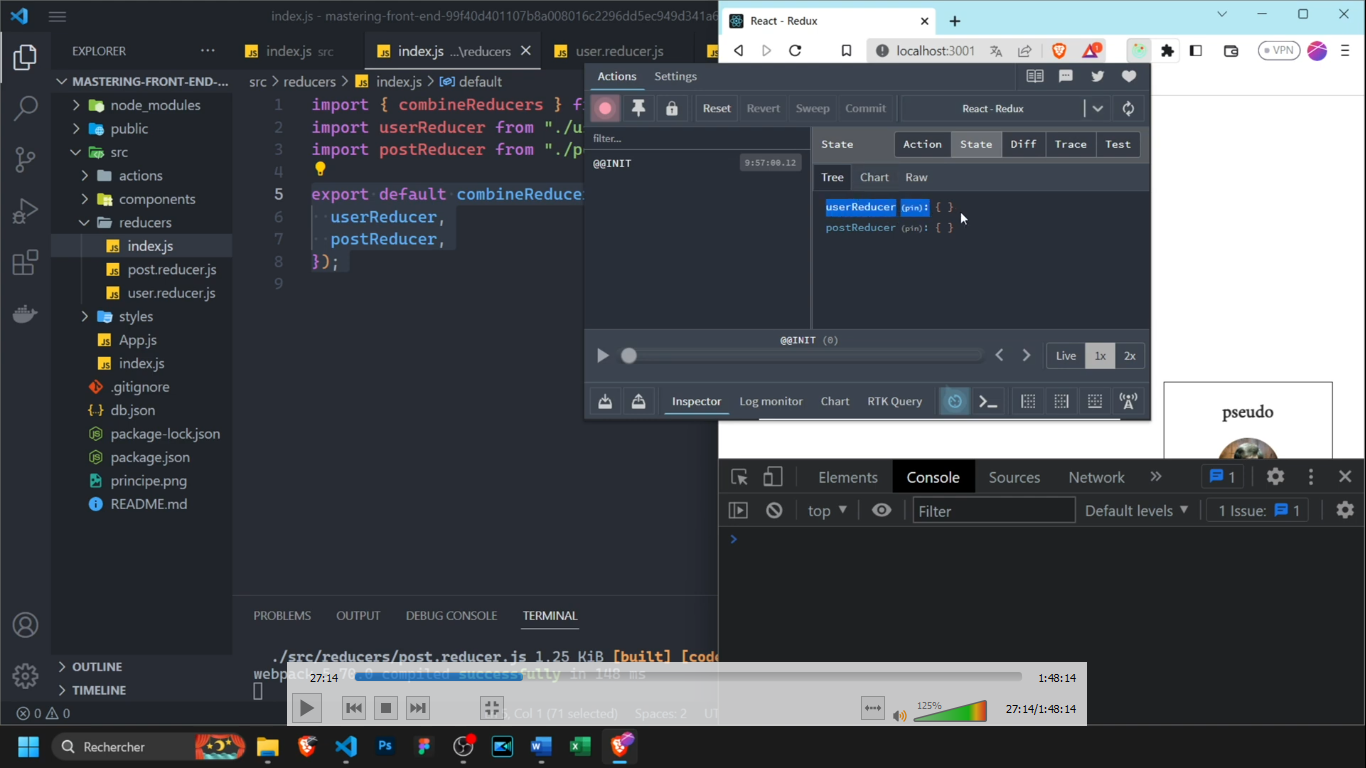 index.js - mastering-front-end-99f40d401107b8a008016c2296dd5ec949d341a6
EXPLORER
MASTERING-FRONT-END-...
node_modules
public
src
actions
components
reducers
index.js
post.reducer.js
user.reducer.js
styles
App.js
index.js
.gitignore
db.json
package-lock.json
package.json
principe.png
README.md
OUTLINE
TIMELINE
0 0
index.js src
index.js ...\reducers
user.reducer.js
src > reducers > index.js > default
1 import { combineReducers } f
2 import userReducer from "./u
3 import postReducer from "./p
4
5 export default combineReduce
6 userReducer,
7 postReducer,
8 });
9
PROBLEMS OUTPUT DEBUG CONSOLE TERMINAL
./src/reducers/post.reducer.js 1.25 KiB [built] [code
webpack 5.70.0 compiled successfully in 148 ms
5, Col 1 (71 selected) Spaces: 2 UT
React - Redux
localhost:3001
VPN
Actions Settings
Reset Revert Sweep Commit React - Redux
filter...
@@INIT 9:57:00.12
State Action State Diff Trace Test
Tree Chart Raw
userReducer (pin): { }
postReducer (pin): { }
@@INIT (0)
Live 1x 2x
Inspector Log monitor Chart RTK Query
pseudo
Elements Console Sources Network » 1
top Filter Default levels 1 Issue: 1
>
27:14 1:48:14
125% 27:14/1:48:14
Rechercher
Ps